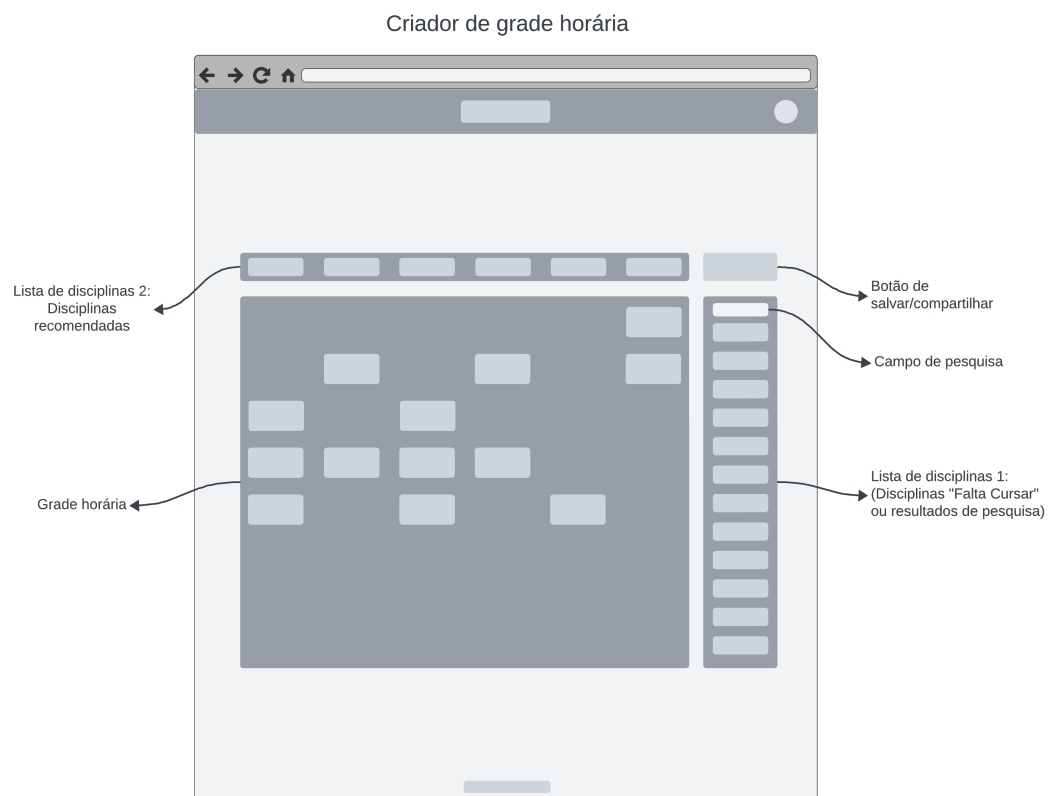 Criador de grade horária
Lista de disciplinas 2:
Disciplinas
recomendadas
Botão de
salvar/compartilhar
Campo de pesquisa
Grade horária
Lista de disciplinas 1:
(Disciplinas "Falta Cursar"
ou resultados de pesquisa)